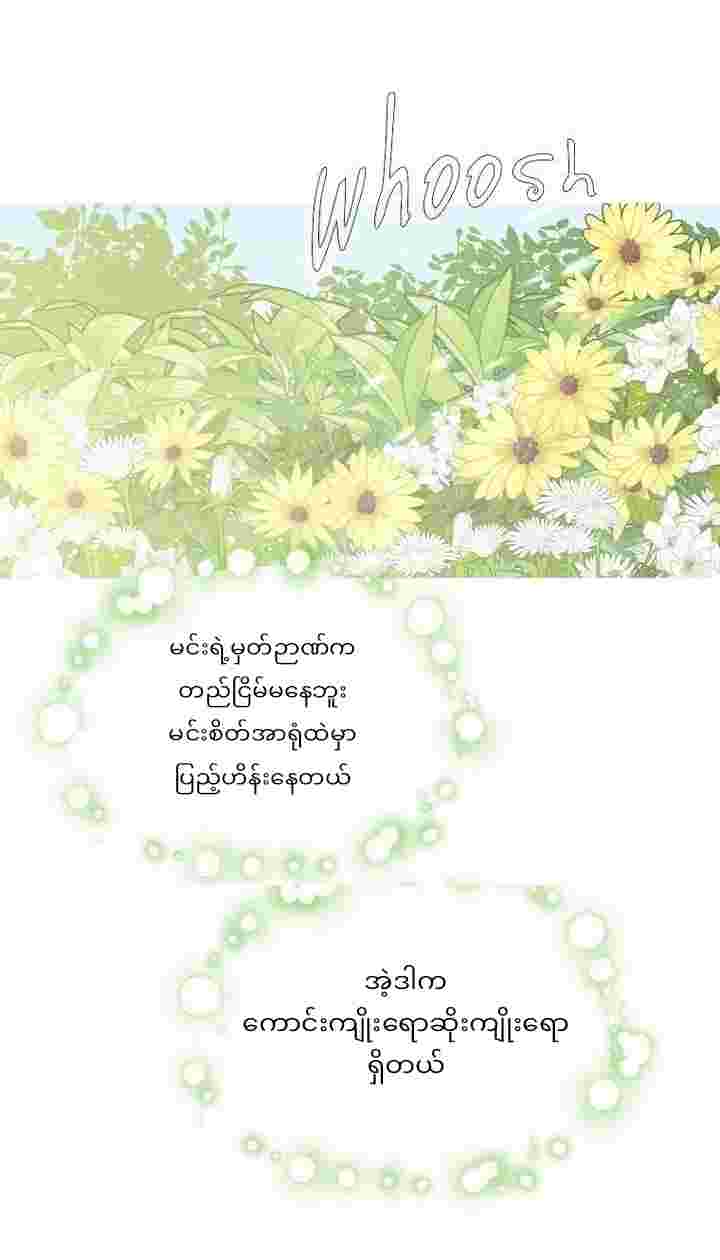 whoosh
မင်းရဲ့မှတ်ဉာဏ်က
တည်ငြိမ်မနေဘူး
မင်းစိတ်အာရုံထဲမှာ
ပြည့်ဟိန်းနေတယ်
အဲ့ဒါက
ကောင်းကျိုးရောဆိုးကျိုးရော
ရှိတယ်